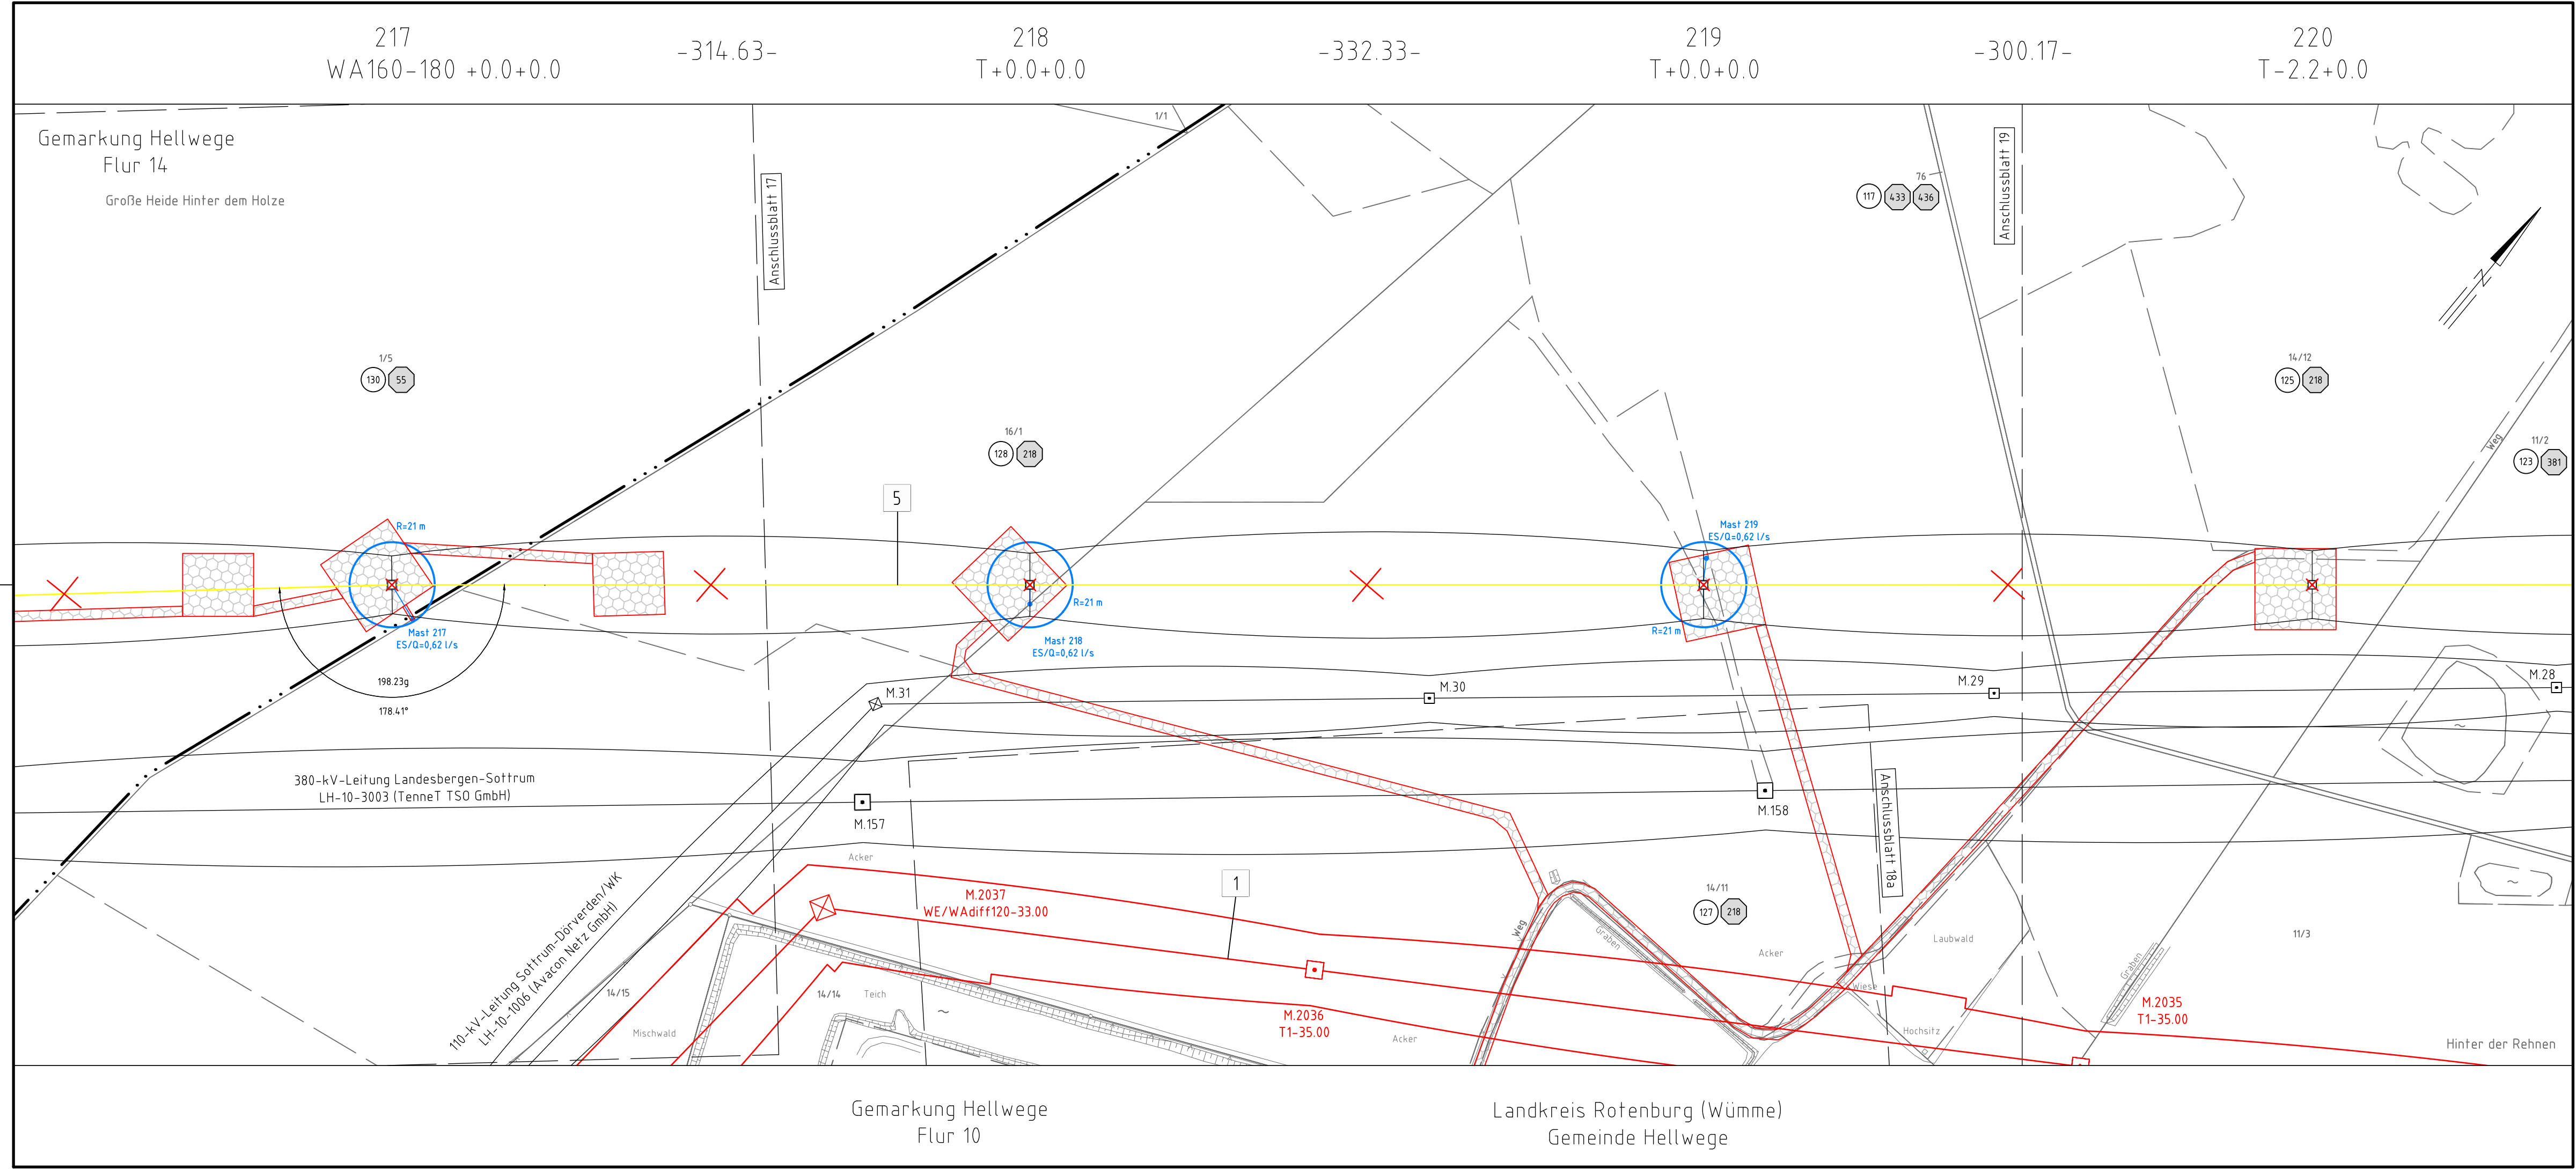 217
WA160-180 +0.0+0.0
-314.63-
218
T+0.0+0.0
-332.33-
219
T+0.0+0.0
-300.17-
220
T-2.2+0.0
Gemarkung Hellwege
Flur 14
Große Heide Hinter dem Holze
1/1
Anschlussblatt 17
76
117
433
436
Anschlussblatt 19
N
1/5
130
55
16/1
128
218
14/12
125
218
Weg
11/2
123
381
5
R=21 m
Mast 217
ES/Q=0,62 l/s
198.23g
178.41°
R=21 m
Mast 218
ES/Q=0,62 l/s
Mast 219
ES/Q=0,62 l/s
R=21 m
M.31
M.30
M.29
M.28
380-kV-Leitung Landesbergen-Sottrum
LH-10-3003 (TenneT TSO GmbH)
M.157
M.158
Anschlussblatt 18a
110-kV-Leitung Sottrum-Dörverden/WK
LH-10-1006 (Avacon Netz GmbH)
Acker
M.2037
WE/WAdiff120-33.00
1
Weg
Graben
14/11
127
218
Acker
Laubwald
11/3
Graben
14/15
14/14
Teich
Mischwald
M.2036
T1-35.00
Acker
Wiese
Hochsitz
M.2035
T1-35.00
Hinter der Rehnen
Gemarkung Hellwege
Flur 10
Landkreis Rotenburg (Wümme)
Gemeinde Hellwege